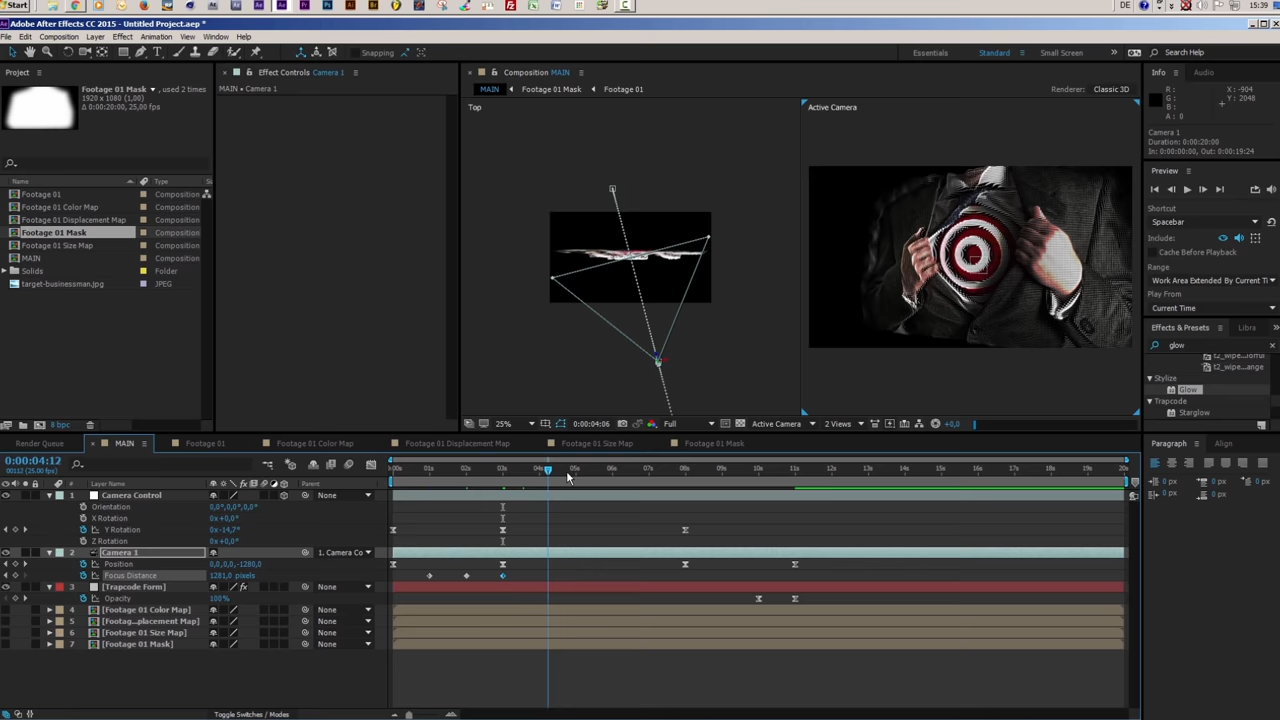 Start
DE
15:39
Adobe After Effects CC 2015 - Untitled Project.aep *
File Edit Composition Layer Effect Animation View Window Help
Snapping
Essentials Standard Small Screen Search Help
Project
Footage 01 Mask ▼, used 2 times
1920 x 1080 (1,00)
Δ 0:00:20:00, 25,00 fps
Name Type
Footage 01 Composition
Footage 01 Color Map Composition
Footage 01 Displacement Map Composition
Footage 01 Mask Composition
Footage 01 Size Map Composition
MAIN Composition
Solids Folder
target-businessman.jpg JPEG
8 bpc
Effect Controls Camera 1
MAIN • Camera 1
Composition MAIN
MAIN Footage 01 Mask Footage 01
Renderer: Classic 3D
Top
Active Camera
25% 0:00:04:06 Full Active Camera 2 Views +0,0
Info Audio
R : X : -904
G : Y : 2048
B :
A : 0
Camera 1
Duration: 0:00:20:00
In: 0:00:00:00, Out: 0:00:19:24
Preview
Shortcut
Spacebar
Include:
Cache Before Playback
Range
Work Area Extended By Current Ti
Play From
Current Time
Effects & Presets Libra
glow
t2_wipe...ange
Stylize
Glow
Trapcode
Starglow
Paragraph Align
0 px 0 px 0 px
0 px 0 px
Render Queue MAIN Footage 01 Footage 01 Color Map Footage 01 Displacement Map Footage 01 Size Map Footage 01 Mask
0:00:04:12
00112 (25.00 fps)
:00s 01s 02s 03s 04s 05s 06s 07s 08s 09s 10s 11s 12s 13s 14s 15s 16s 17s 18s 19s 20s
# Layer Name Parent
1 Camera Control None
Orientation 0,0°,0,0°,0,0°
X Rotation 0x+0,0°
Y Rotation 0x-14,7°
Z Rotation 0x+0,0°
2 Camera 1 1. Camera Co
Position 0,0,0,0,-1280,0
Focus Distance 1281,0 pixels
3 [Trapcode Form] None
Opacity 100%
4 [Footage 01 Color Map] None
5 [Footag...placement Map] None
6 [Footage 01 Size Map] None
7 [Footage 01 Mask] None
Toggle Switches / Modes